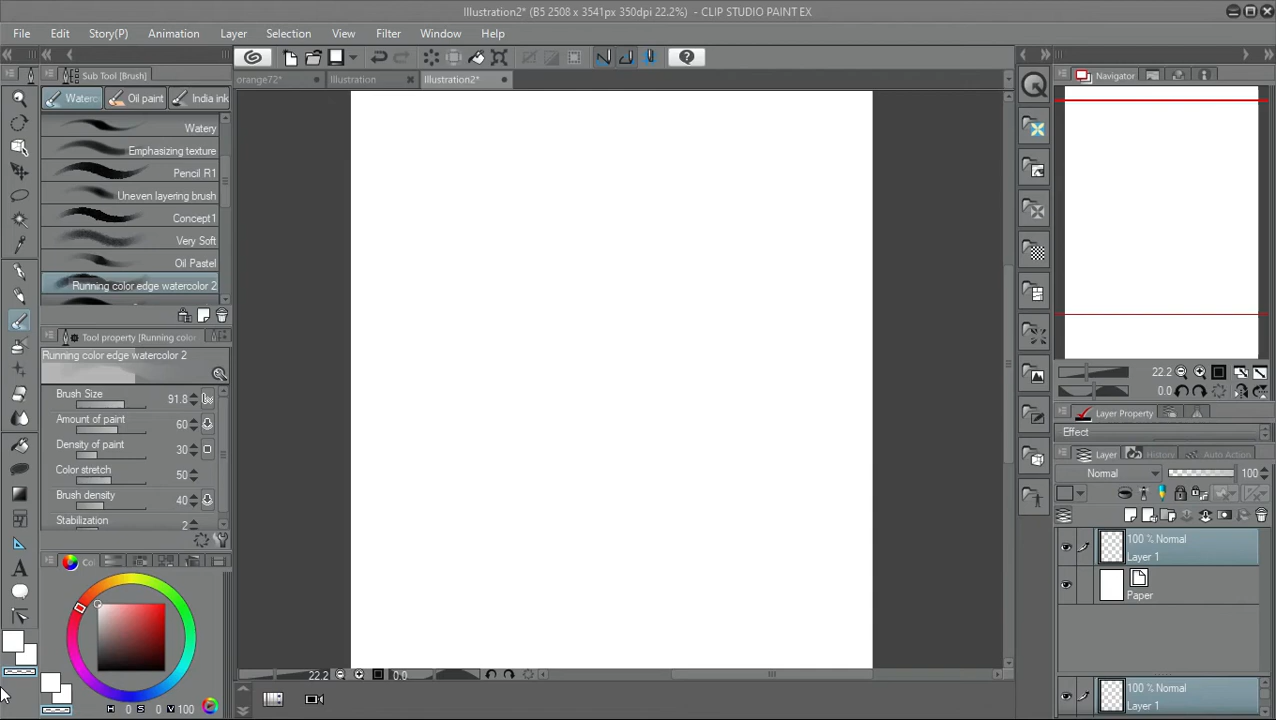 Illustration2* (B5 2508 x 3541px 350dpi 22.2%) - CLIP STUDIO PAINT EX
File Edit Story(P) Animation Layer Selection View Filter Window Help
Sub Tool [Brush]
orange72* Illustration Illustration2*
Navigator
Waterc Oil paint India ink
Watery
Emphasizing texture
Pencil R1
Uneven layering brush
Concept1
Very Soft
Oil Pastel
Running color edge watercolor 2
Tool property [Running color
Running color edge watercolor 2
Brush Size 91.8
Amount of paint 60
Density of paint 30
Color stretch 50
Brush density 40
Stabilization 2
Co
H 0 S 0 V 100
22.2 0.0
22.2
0.0
Layer Property
Effect
Layer History Auto Action
Normal 100
100 % Normal
Layer 1
Paper
100 % Normal
Layer 1